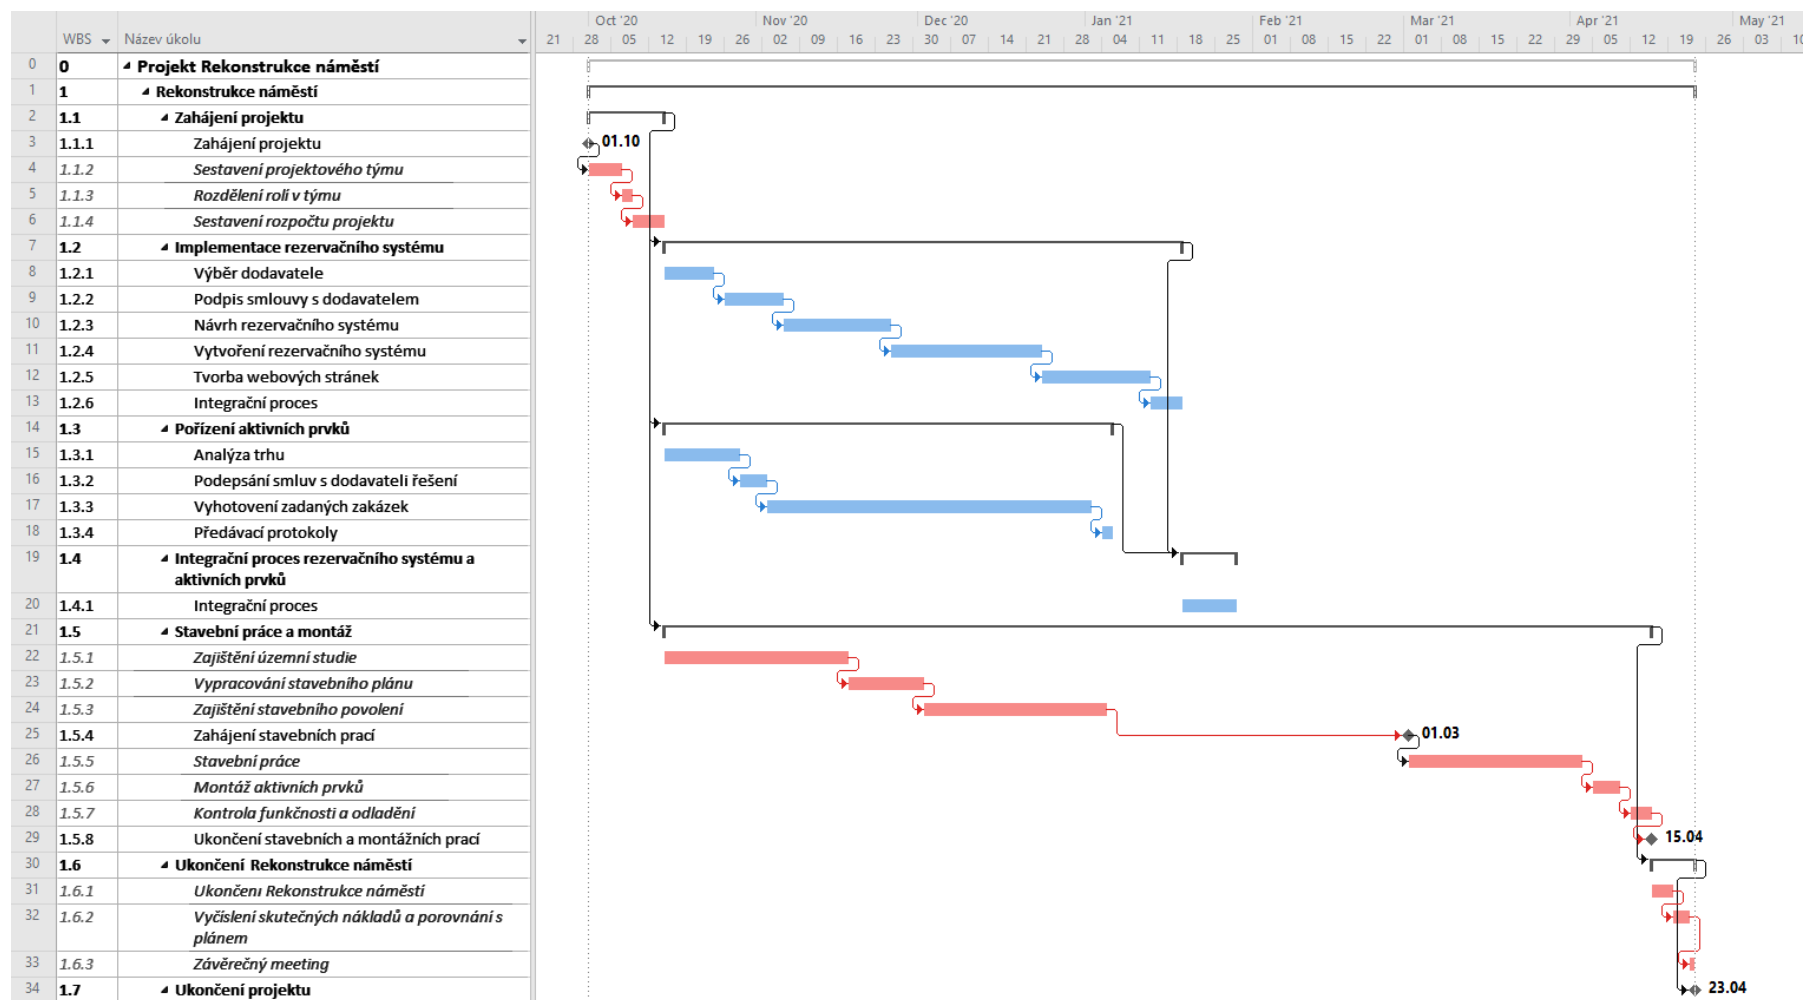 Oct '20 Nov '20 Dec '20 Jan '21 Feb '21 Mar '21 Apr '21 May '21
WBS Název úkolu 21 28 05 12 19 26 02 09 16 23 30 07 14 21 28 04 11 18 25 01 08 15 22 01 08 15 22 29 05 12 19 26 03 10
0 0 Projekt Rekonstrukce náměstí
1 1 Rekonstrukce náměstí
2 1.1 Zahájení projektu
3 1.1.1 Zahájení projektu 01.10
4 1.1.2 Sestavení projektového týmu
5 1.1.3 Rozdělení rolí v týmu
6 1.1.4 Sestavení rozpočtu projektu
7 1.2 Implementace rezervačního systému
8 1.2.1 Výběr dodavatele
9 1.2.2 Podpis smlouvy s dodavatelem
10 1.2.3 Návrh rezervačního systému
11 1.2.4 Vytvoření rezervačního systému
12 1.2.5 Tvorba webových stránek
13 1.2.6 Integrační proces
14 1.3 Pořízení aktivních prvků
15 1.3.1 Analýza trhu
16 1.3.2 Podepsání smluv s dodavateli řešení
17 1.3.3 Vyhotovení zadaných zakázek
18 1.3.4 Předávací protokoly
19 1.4 Integrační proces rezervačního systému a
aktivních prvků
20 1.4.1 Integrační proces
21 1.5 Stavební práce a montáž
22 1.5.1 Zajištění územní studie
23 1.5.2 Vypracování stavebního plánu
24 1.5.3 Zajištění stavebního povolení
25 1.5.4 Zahájení stavebních prací 01.03
26 1.5.5 Stavební práce
27 1.5.6 Montáž aktivních prvků
28 1.5.7 Kontrola funkčnosti a odladění
29 1.5.8 Ukončení stavebních a montážních prací 15.04
30 1.6 Ukončení Rekonstrukce náměstí
31 1.6.1 Ukončení Rekonstrukce náměstí
32 1.6.2 Vyčíslení skutečných nákladů a porovnání s
plánem
33 1.6.3 Závěrečný meeting
34 1.7 Ukončení projektu 23.04